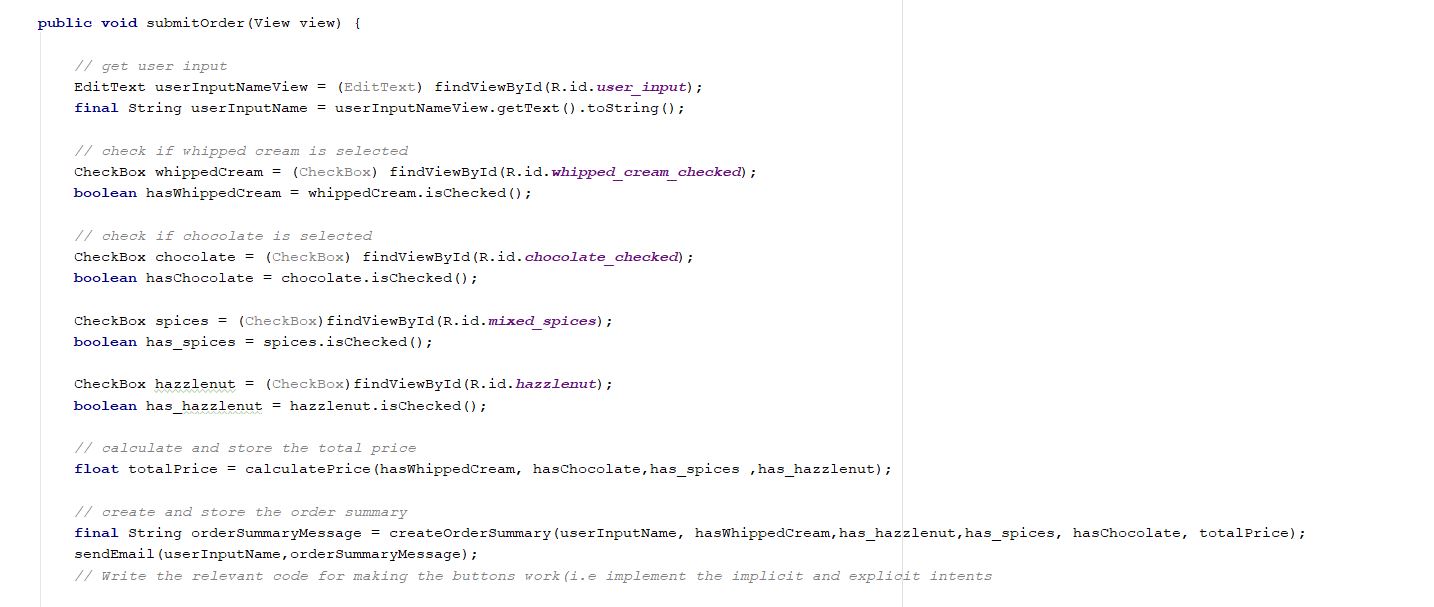 public void submitOrder(View view) {
// get user input
EditText userInputNameView = (EditText) findViewById(R.id.user_input);
final String userInputName = userInputNameView.getText().toString();
// check if whipped cream is selected
CheckBox whippedCream = (CheckBox) findViewById(R.id.whipped_cream_checked);
boolean hasWhippedCream = whippedCream.isChecked();
// check if chocolate is selected
CheckBox chocolate = (CheckBox) findViewById(R.id.chocolate_checked);
boolean hasChocolate = chocolate.isChecked();
CheckBox spices = (CheckBox)findViewById(R.id.mixed_spices);
boolean has_spices = spices.isChecked();
CheckBox hazzlenut = (CheckBox)findViewById(R.id.hazzlenut);
boolean has_hazzlenut = hazzlenut.isChecked();
// calculate and store the total price
float totalPrice = calculatePrice(hasWhippedCream, hasChocolate,has_spices ,has_hazzlenut);
// create and store the order summary
final String orderSummaryMessage = createOrderSummary(userInputName, hasWhippedCream,has_hazzlenut,has_spices, hasChocolate, totalPrice);
sendEmail(userInputName,orderSummaryMessage);
// Write the relevant code for making the buttons work(i.e implement the implicit and explicit intents